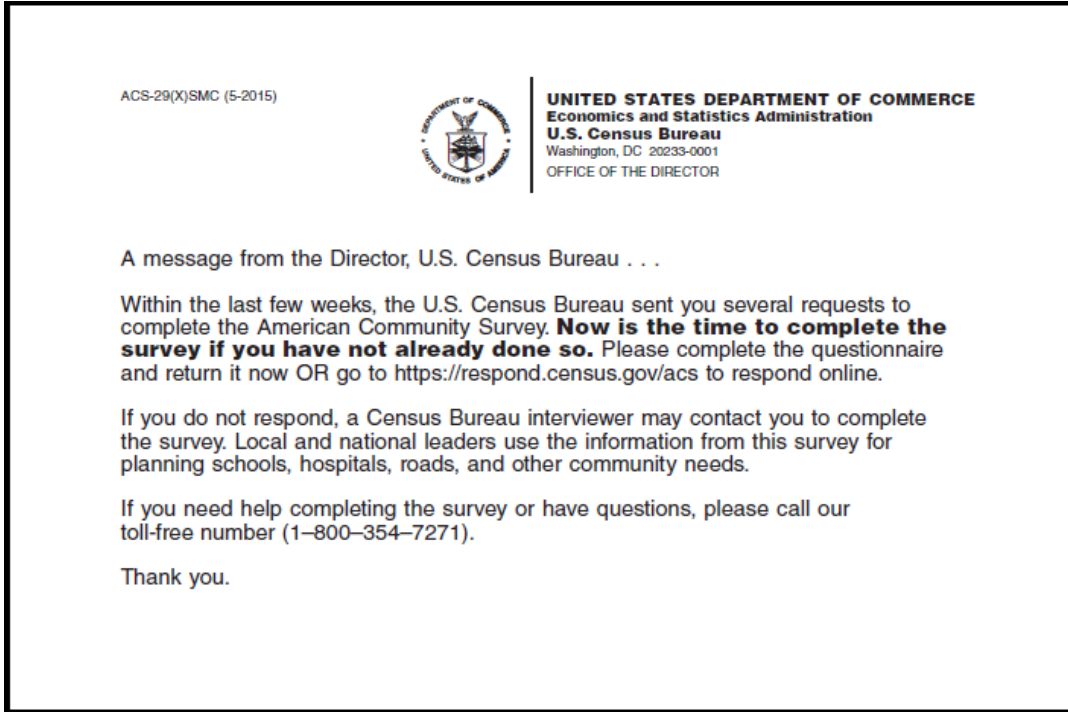 ACS-29(X)SMC (5-2015)
DEPARTMENT OF COMMERCE
UNITED STATES OF AMERICA
UNITED STATES DEPARTMENT OF COMMERCE
Economics and Statistics Administration
U.S. Census Bureau
Washington, DC 20233-0001
OFFICE OF THE DIRECTOR
A message from the Director, U.S. Census Bureau . . .
Within the last few weeks, the U.S. Census Bureau sent you several requests to
complete the American Community Survey. Now is the time to complete the
survey if you have not already done so. Please complete the questionnaire
and return it now OR go to https://respond.census.gov/acs to respond online.
If you do not respond, a Census Bureau interviewer may contact you to complete
the survey. Local and national leaders use the information from this survey for
planning schools, hospitals, roads, and other community needs.
If you need help completing the survey or have questions, please call our
toll-free number (1–800–354–7271).
Thank you.